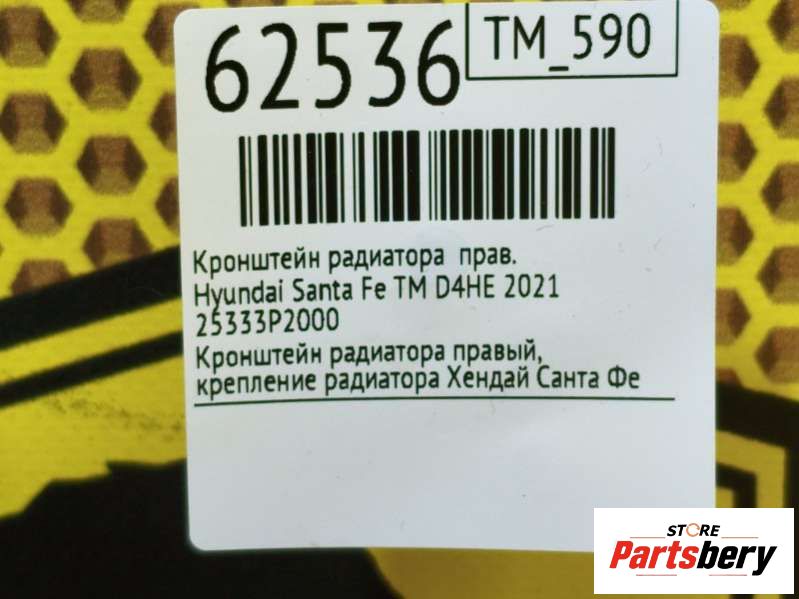 62536
TM_590
Кронштейн радиатора прав.
Hyundai Santa Fe TM D4HE 2021
25333P2000
Кронштейн радиатора правый,
крепление радиатора Хендай Санта Фе
STORE
Partsbery